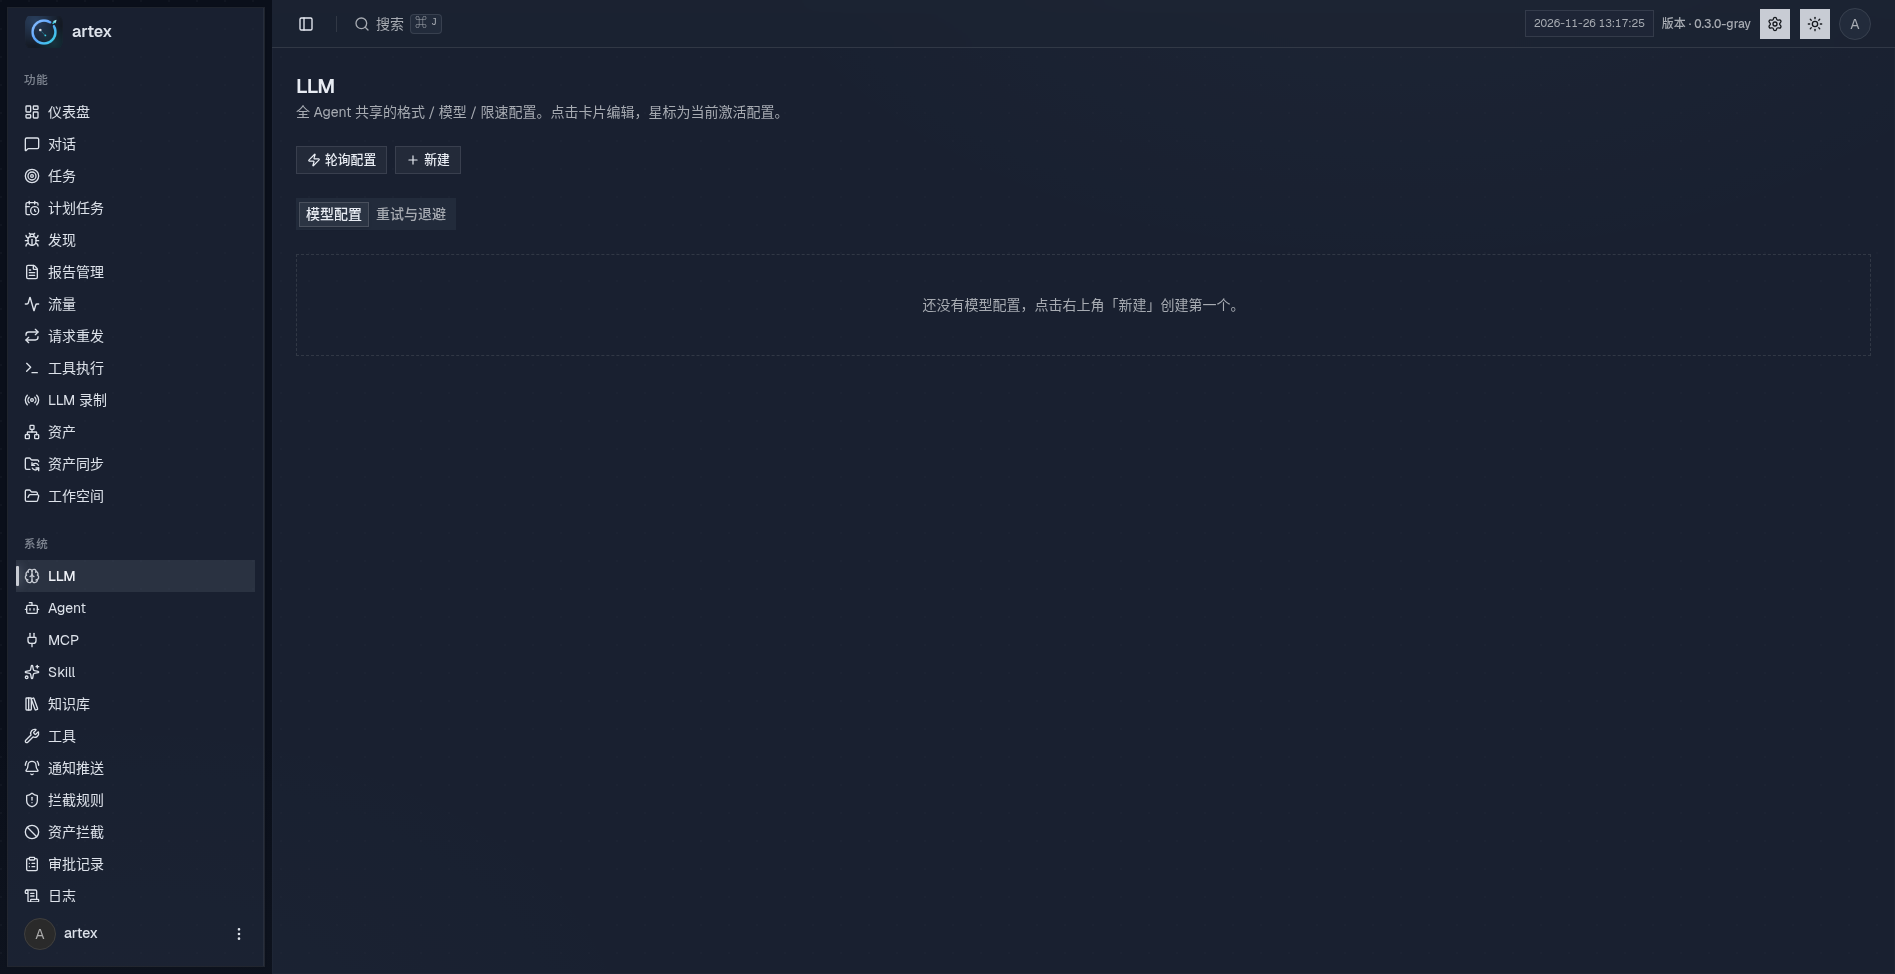 artex
功能
仪表盘
对话
任务
计划任务
发现
报告管理
流量
请求重发
工具执行
LLM 录制
资产
资产同步
工作空间
系统
LLM
Agent
MCP
Skill
知识库
工具
通知推送
拦截规则
资产拦截
审批记录
日志
A artex
搜索 ⌘ J
2026-11-26 13:17:25 版本 · 0.3.0-gray A
LLM
全 Agent 共享的格式 / 模型 / 限速配置。点击卡片编辑，星标为当前激活配置。
轮询配置 新建
模型配置 重试与退避
还没有模型配置，点击右上角「新建」创建第一个。